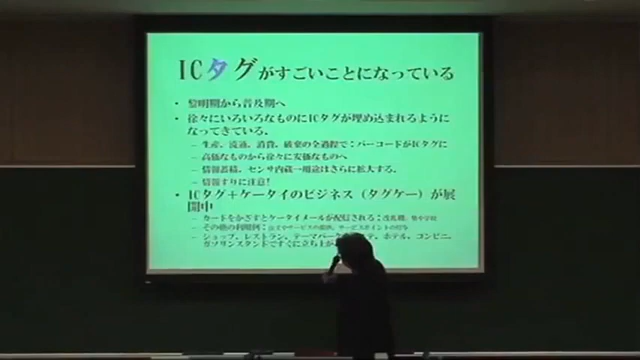 ICタグがすごいことになっている
• 黎明期から普及期へ
• 徐々にいろいろなものにICタグが埋め込まれるように
なってきている。
– 生産、流通、消費、破棄の全過程で：バーコードがICタグに
– 高価なものから徐々に安価なものへ
– 情報蓄積、センサ内蔵→用途はさらに拡大する。
– 情報すりに注意！
• ICタグ＋ケータイのビジネス（タグケー）が展
開中
– カードをかざすとケータイメールが配信される：改札機、
– その他の利用例：
– ショップ、レストラン、テーマパーク ホテル、コンビニ、
ガソリンスタンドですぐに立ち上が